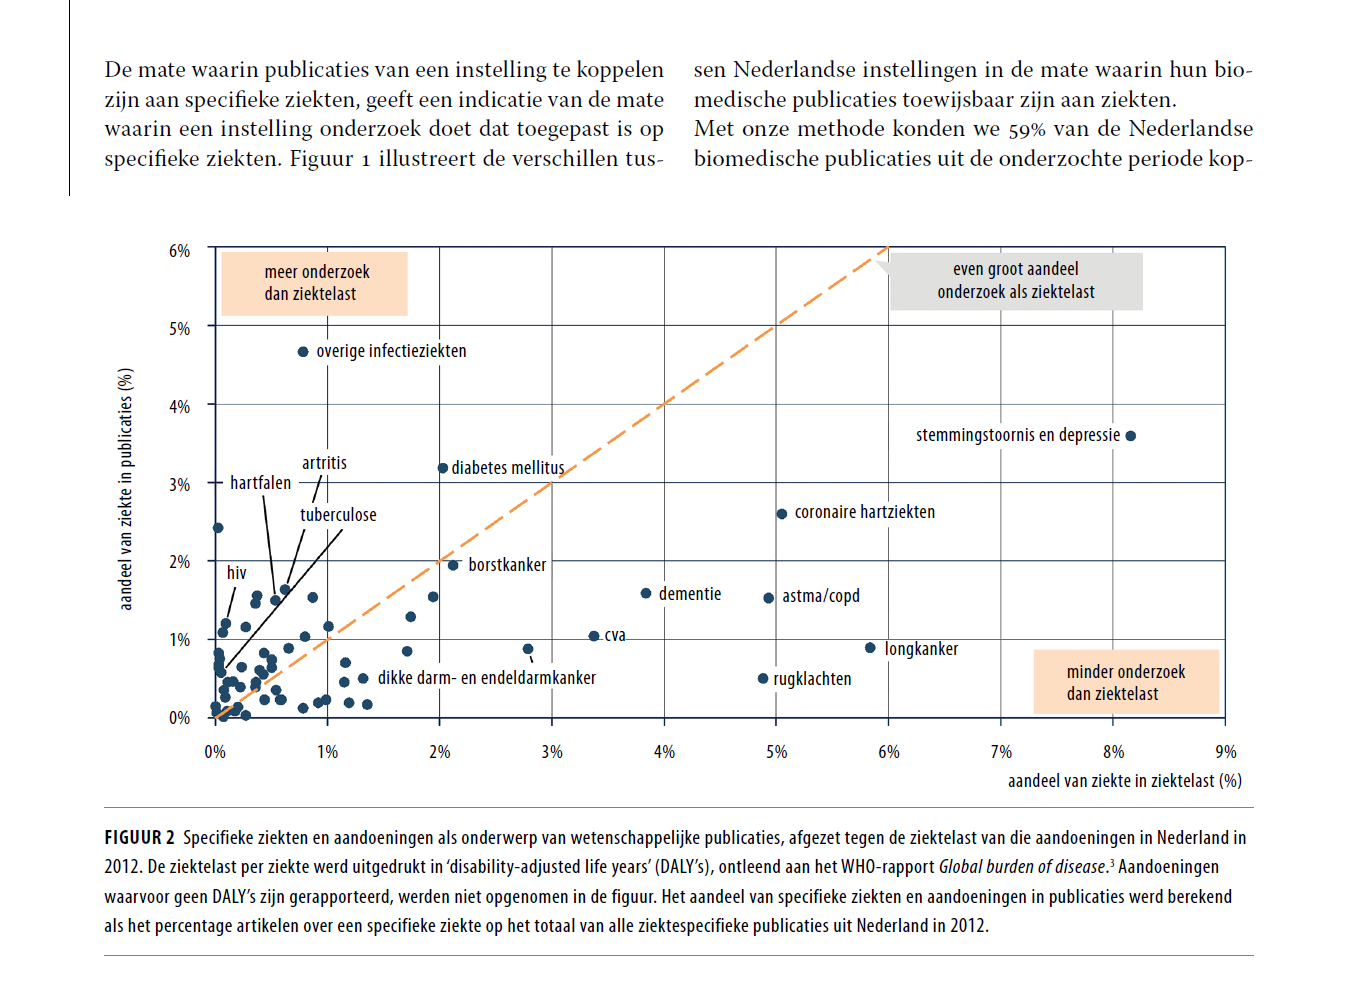 De mate waarin publicaties van een instelling te koppelen
zijn aan specifieke ziekten, geeft een indicatie van de mate
waarin een instelling onderzoek doet dat toegepast is op
specifieke ziekten. Figuur 1 illustreert de verschillen tus-
sen Nederlandse instellingen in de mate waarin hun bio-
medische publicaties toewijsbaar zijn aan ziekten.
Met onze methode konden we 59% van de Nederlandse
biomedische publicaties uit de onderzochte periode kop-
6%
5%
4%
3%
2%
1%
0%
aandeel van ziekte in publicaties (%)
meer onderzoek
dan ziektelast
even groot aandeel
onderzoek als ziektelast
overige infectieziekten
stemmingstoornis en depressie
artritis
diabetes mellitus
hartfalen
tuberculose
coronaire hartziekten
hiv
borstkanker
dementie
astma/copd
cva
longkanker
dikke darm- en endeldarmkanker
rugklachten
minder onderzoek
dan ziektelast
0%
1%
2%
3%
4%
5%
6%
7%
8%
9%
aandeel van ziekte in ziektelast (%)
FIGUUR 2 Specifieke ziekten en aandoeningen als onderwerp van wetenschappelijke publicaties, afgezet tegen de ziektelast van die aandoeningen in Nederland in
2012. De ziektelast per ziekte werd uitgedrukt in ‘disability-adjusted life years’ (DALY’s), ontleend aan het WHO-rapport Global burden of disease.³ Aandoeningen
waarvoor geen DALY’s zijn gerapporteerd, werden niet opgenomen in de figuur. Het aandeel van specifieke ziekten en aandoeningen in publicaties werd berekend
als het percentage artikelen over een specifieke ziekte op het totaal van alle ziektespecifieke publicaties uit Nederland in 2012.